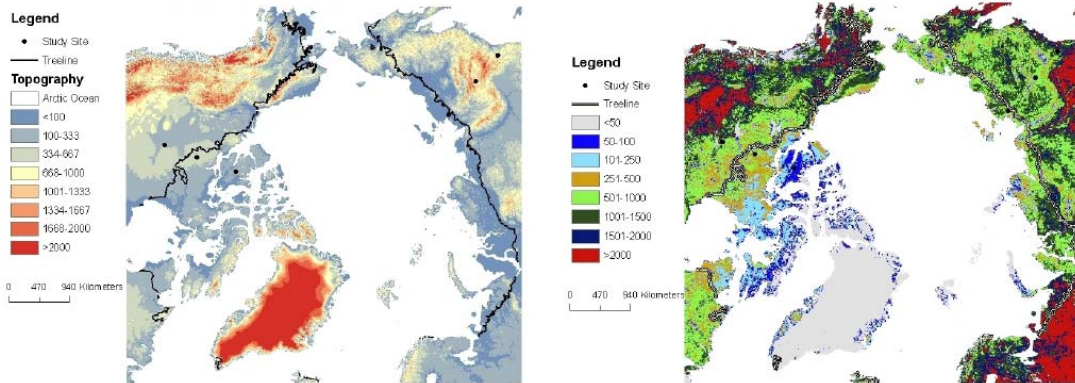 Legend
Study Site
Treeline
Topography
Arctic Ocean
<100
100-333
334-667
668-1000
1001-1333
1334-1667
1668-2000
>2000
0 470 940 Kilometers
Legend
Study Site
Treeline
<50
50-100
101-250
251-500
501-1000
1001-1500
1501-2000
>2000
0 470 940 Kilometers